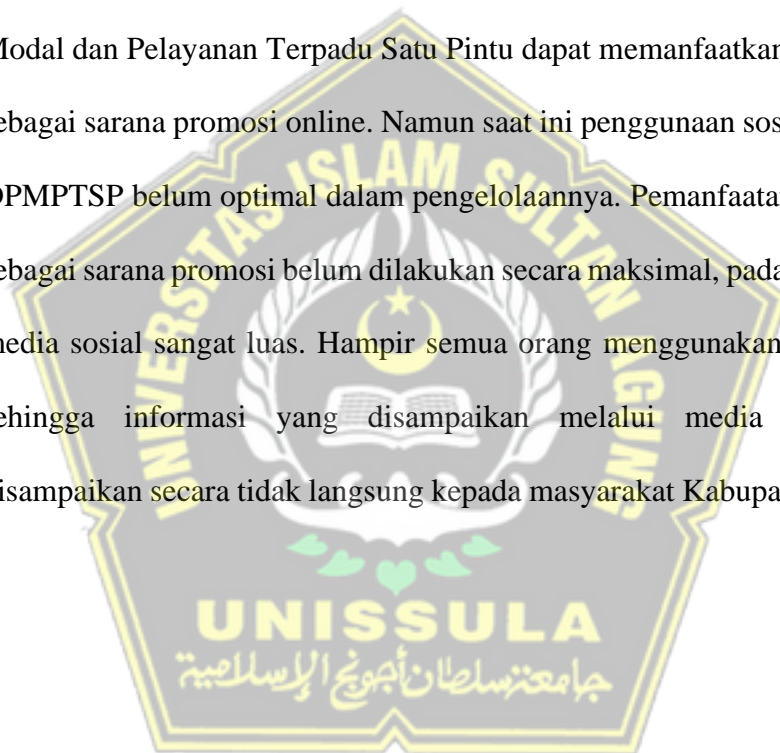 Modal dan Pelayanan Terpadu Satu Pintu dapat memanfaatkan
sebagai sarana promosi online. Namun saat ini penggunaan sos
DPMPTSP belum optimal dalam pengelolaannya. Pemanfaatan
sebagai sarana promosi belum dilakukan secara maksimal, pada
media sosial sangat luas. Hampir semua orang menggunakan
sehingga informasi yang disampaikan melalui media
disampaikan secara tidak langsung kepada masyarakat Kabupa
UNIVERSITAS ISLAM SULTAN AGUNG
UNISSULA
جامعة سلطان أجونج الإسلامية